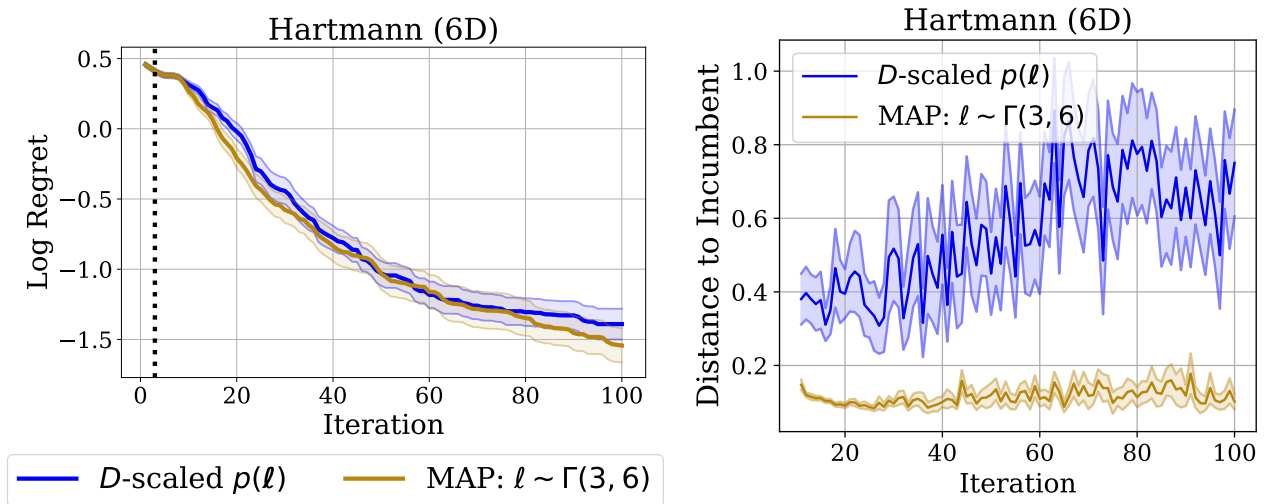 Hartmann (6D)
Log Regret
0.5
0.0
−0.5
−1.0
−1.5
0
20
40
60
80
100
Iteration
D-scaled p(ℓ)
MAP: ℓ ~ Γ(3, 6)
Hartmann (6D)
Distance to Incumbent
1.0
0.8
0.6
0.4
0.2
D-scaled p(ℓ)
MAP: ℓ ~ Γ(3, 6)
20
40
60
80
100
Iteration